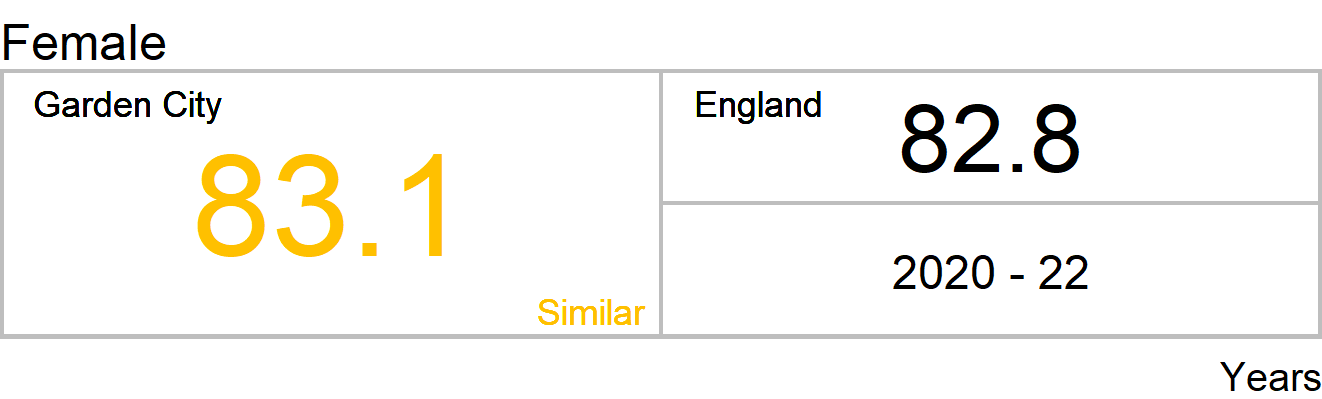 Female
Garden City
83.1
Similar
England
82.8
2020 - 22
Years